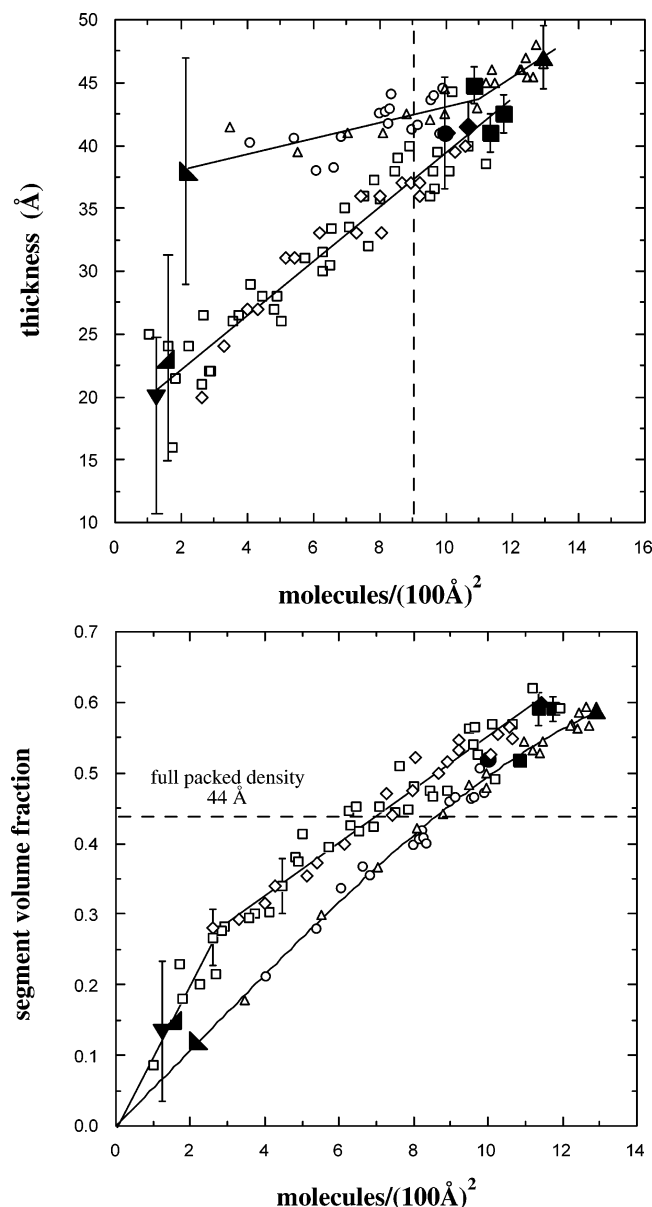 50
45
40
35
30
25
20
15
10
thickness (Å)
0 2 4 6 8 10 12 14 16
molecules/(100Å)²
0.7
0.6
0.5
0.4
0.3
0.2
0.1
0.0
segment volume fraction
full packed density
44 Å
0 2 4 6 8 10 12 14
molecules/(100Å)²